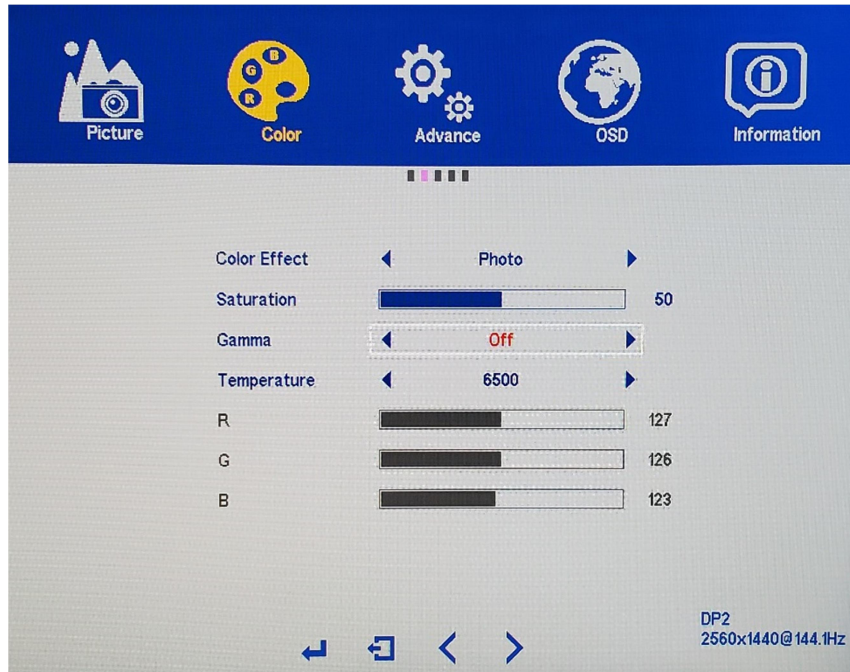 B
G
R
Picture
Color
Advance
OSD
Information
Color Effect Photo
Saturation 50
Gamma Off
Temperature 6500
R 127
G 126
B 123
DP2
2560x1440@144.1Hz